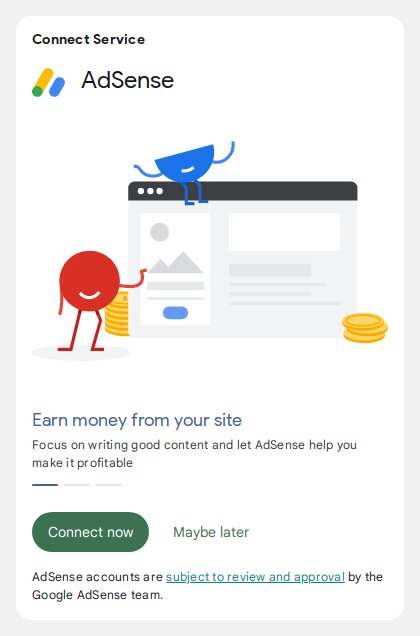 Connect Service
AdSense
Earn money from your site
Focus on writing good content and let AdSense help you
make it profitable
Connect now
Maybe later
AdSense accounts are subject to review and approval by the
Google AdSense team.